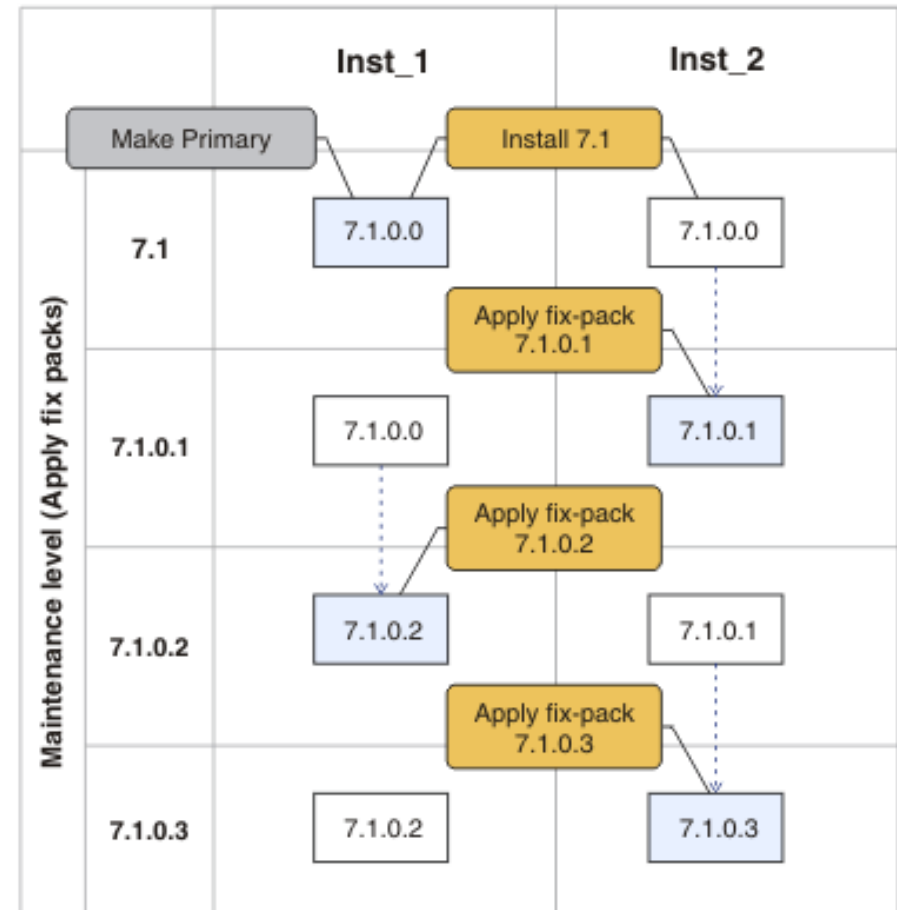 Inst_1
Inst_2
Make Primary
Install 7.1
7.1
7.1.0.0
7.1.0.0
Apply fix-pack
7.1.0.1
Maintenance level (Apply fix packs)
7.1.0.1
7.1.0.0
7.1.0.1
Apply fix-pack
7.1.0.2
7.1.0.2
7.1.0.2
7.1.0.1
Apply fix-pack
7.1.0.3
7.1.0.3
7.1.0.2
7.1.0.3